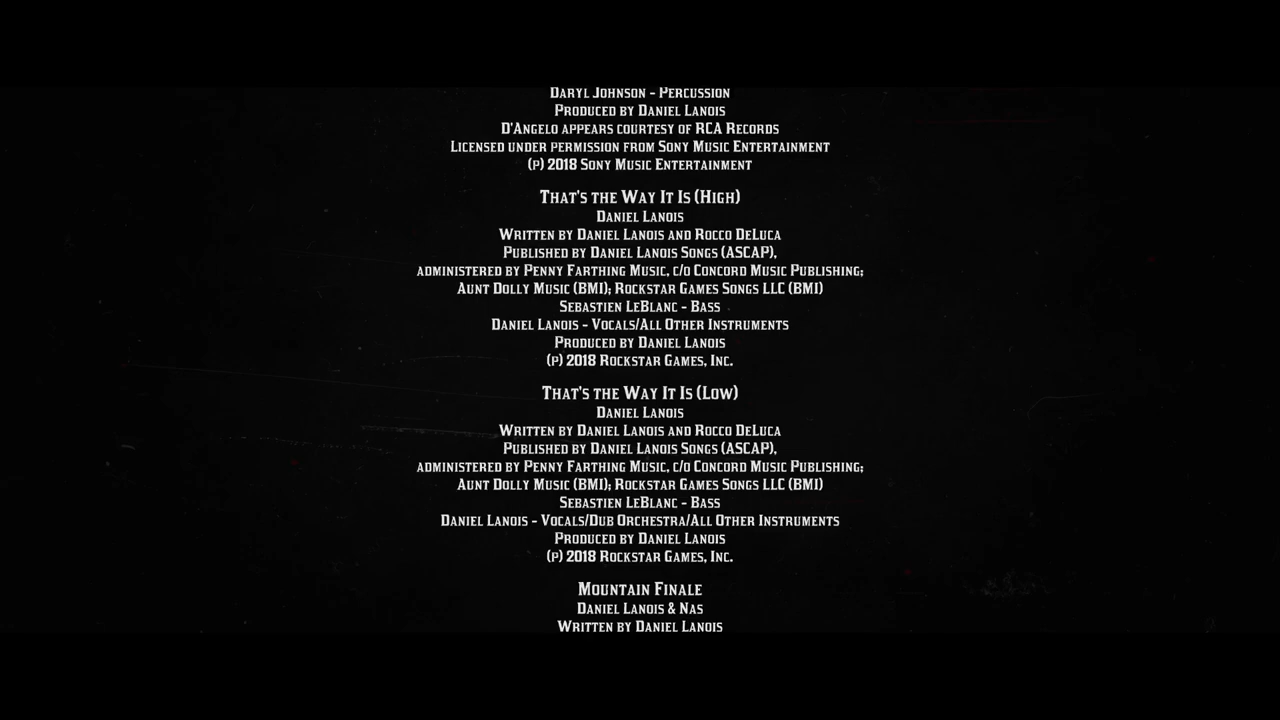 Daryl Johnson - Percussion
Produced by Daniel Lanois
D'Angelo appears courtesy of RCA Records
Licensed under permission from Sony Music Entertainment
(P) 2018 Sony Music Entertainment
That's the Way It Is (High)
Daniel Lanois
Written by Daniel Lanois and Rocco DeLuca
Published by Daniel Lanois Songs (ASCAP),
administered by Penny Farthing Music, c/o Concord Music Publishing;
Aunt Dolly Music (BMI); Rockstar Games Songs LLC (BMI)
Sebastien LeBlanc - Bass
Daniel Lanois - Vocals/All Other Instruments
Produced by Daniel Lanois
(P) 2018 Rockstar Games, Inc.
That's the Way It Is (Low)
Daniel Lanois
Written by Daniel Lanois and Rocco DeLuca
Published by Daniel Lanois Songs (ASCAP),
administered by Penny Farthing Music, c/o Concord Music Publishing;
Aunt Dolly Music (BMI); Rockstar Games Songs LLC (BMI)
Sebastien LeBlanc - Bass
Daniel Lanois - Vocals/Dub Orchestra/All Other Instruments
Produced by Daniel Lanois
(P) 2018 Rockstar Games, Inc.
Mountain Finale
Daniel Lanois & Nas
Written by Daniel Lanois